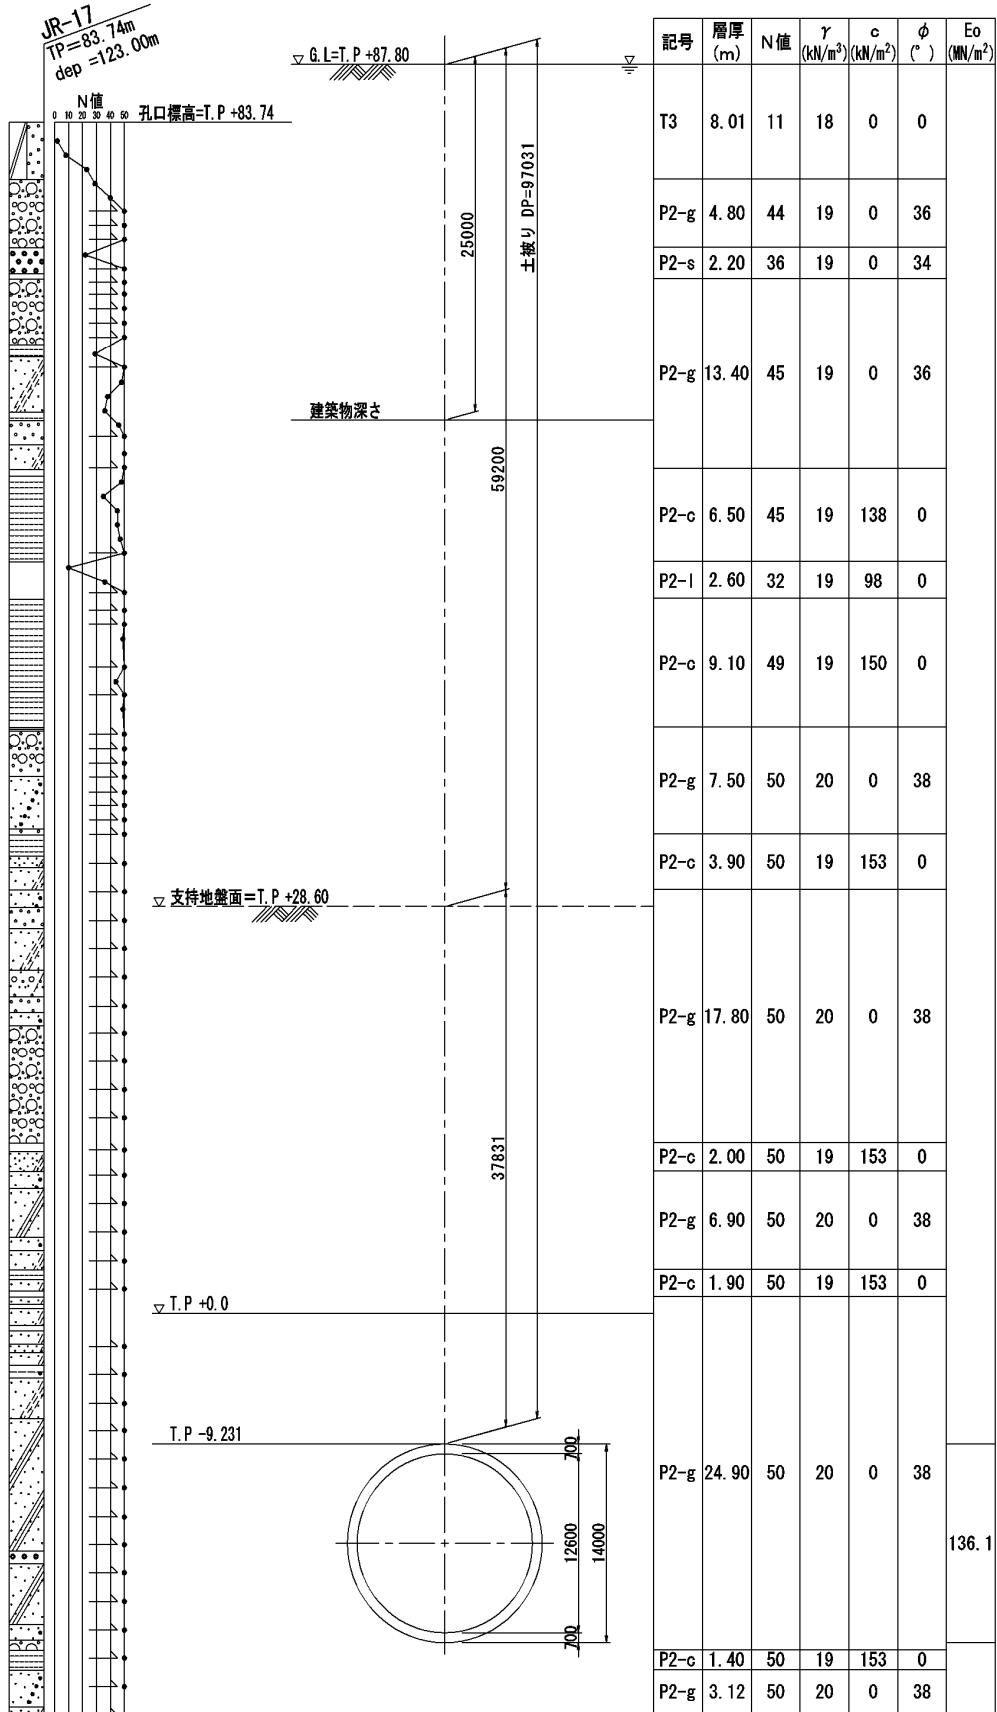 JR-17
TP=83.74m
dep =123.00m
N値
0 10 20 30 40 50
孔口標高=T.P +83.74
G.L=T.P +87.80
25000
土被り DP=97031
建築物深さ
59200
支持地盤面=T.P +28.60
37831
T.P +0.0
T.P -9.231
700
12600
14000
700
記号 層厚(m) N値 γ(kN/m³) c(kN/m²) φ(°) Eo(MN/m²)
T3 8.01 11 18 0 0
P2-g 4.80 44 19 0 36
P2-s 2.20 36 19 0 34
P2-g 13.40 45 19 0 36
P2-c 6.50 45 19 138 0
P2-l 2.60 32 19 98 0
P2-c 9.10 49 19 150 0
P2-g 7.50 50 20 0 38
P2-c 3.90 50 19 153 0
P2-g 17.80 50 20 0 38
P2-c 2.00 50 19 153 0
P2-g 6.90 50 20 0 38
P2-c 1.90 50 19 153 0
P2-g 24.90 50 20 0 38
136.1
P2-c 1.40 50 19 153 0
P2-g 3.12 50 20 0 38